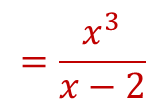 = x³ / (x − 2)